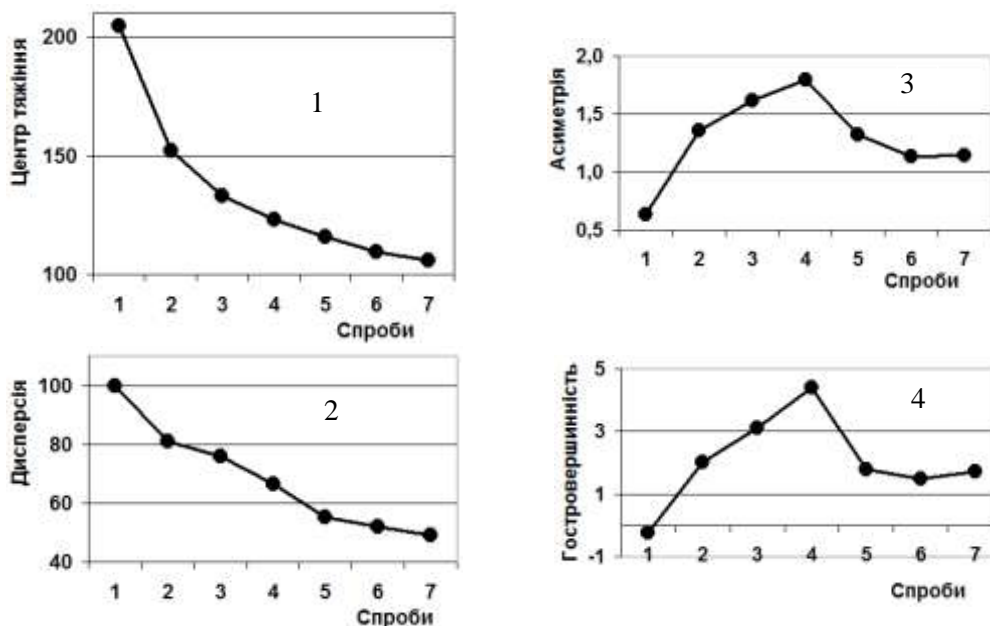 Центр тяжіння
200
150
100
1
1 2 3 4 5 6 7
Спроби
Асиметрія
2,0
1,5
1,0
0,5
3
1 2 3 4 5 6 7
Спроби
Дисперсія
100
80
60
40
2
1 2 3 4 5 6 7
Спроби
Гостровершинність
5
3
1
-1
4
1 2 3 4 5 6 7
Спроби